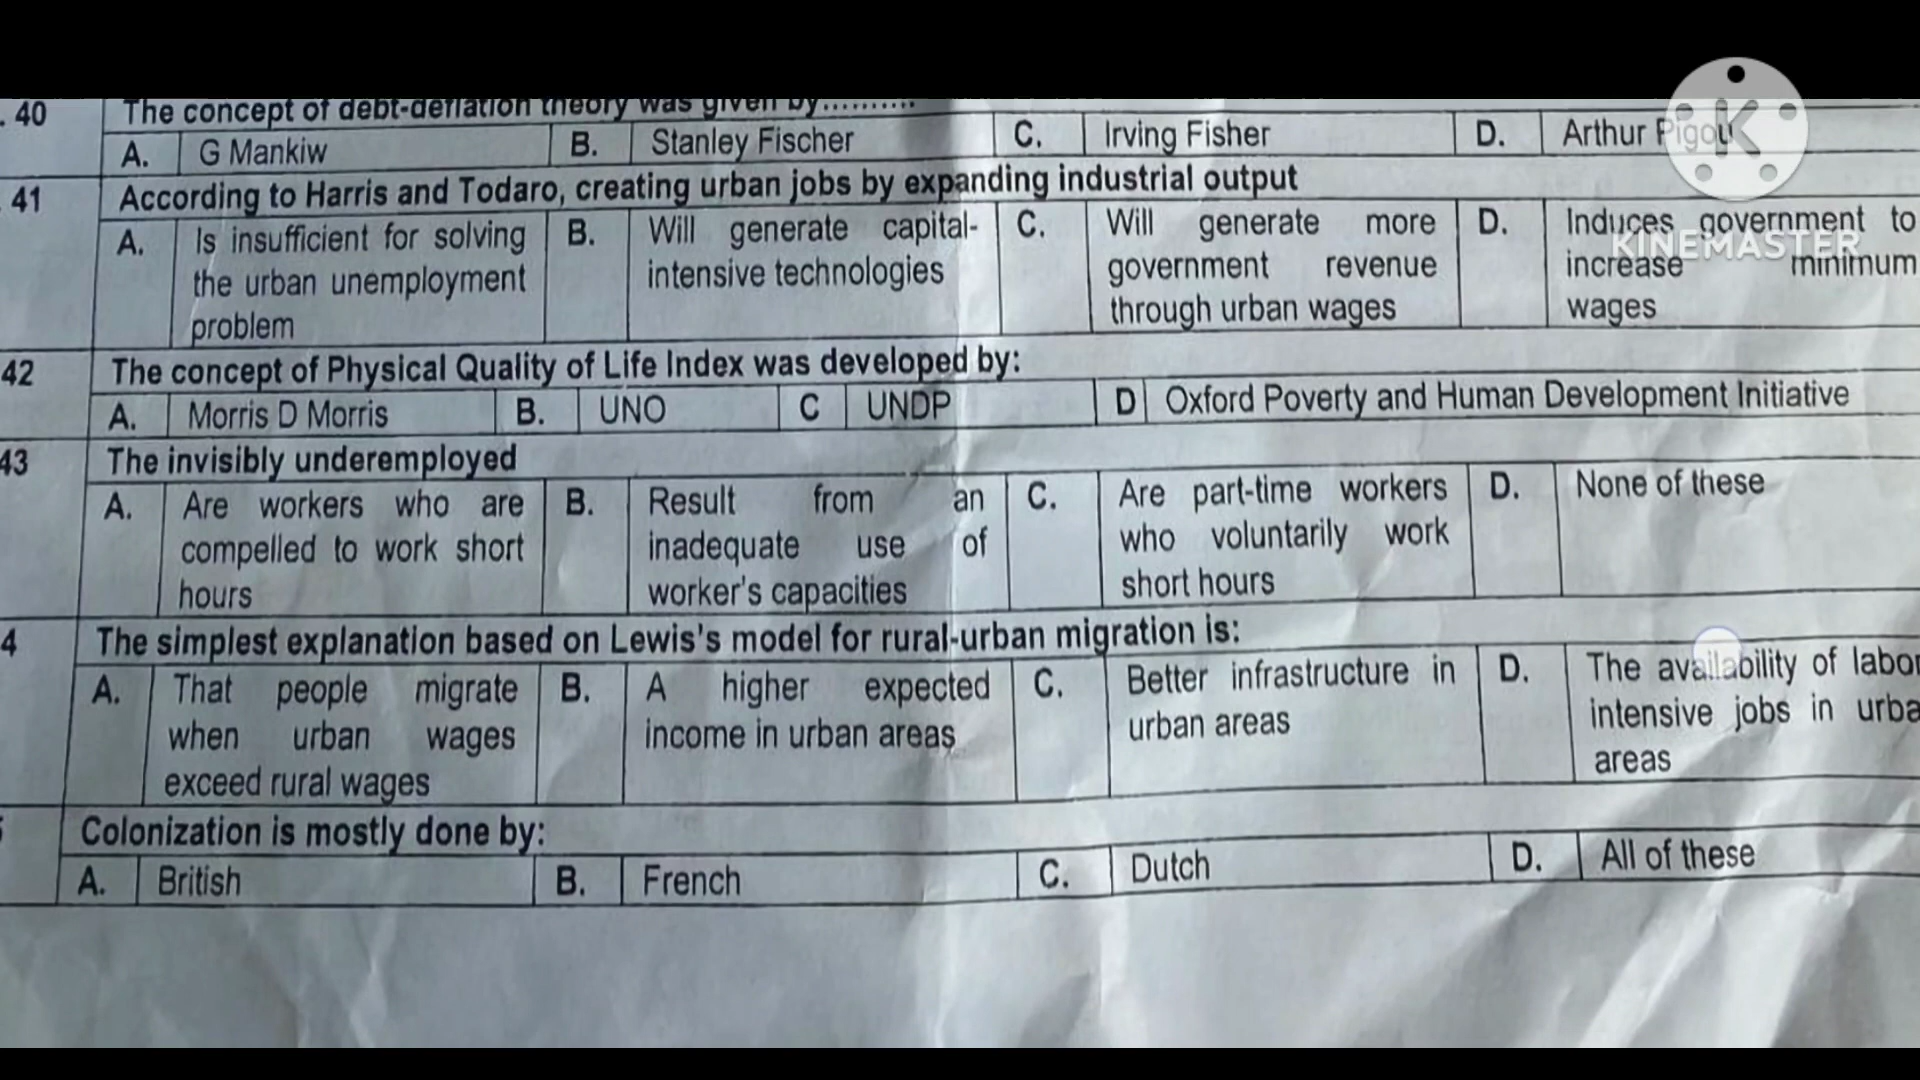 . 40 The concept of debt-deflation theory was given by..........
A. G Mankiw B. Stanley Fischer C. Irving Fisher D. Arthur Pigou
41 According to Harris and Todaro, creating urban jobs by expanding industrial output
A. Is insufficient for solving B. Will generate capital- C. Will generate more D. Induces government to
the urban unemployment intensive technologies government revenue increase minimum
problem through urban wages wages
42 The concept of Physical Quality of Life Index was developed by:
A. Morris D Morris B. UNO C UNDP D Oxford Poverty and Human Development Initiative
43 The invisibly underemployed
A. Are workers who are B. Result from an C. Are part-time workers D. None of these
compelled to work short inadequate use of who voluntarily work
hours worker's capacities short hours
4 The simplest explanation based on Lewis's model for rural-urban migration is:
A. That people migrate B. A higher expected C. Better infrastructure in D. The availability of labor
when urban wages income in urban areas urban areas intensive jobs in urba
exceed rural wages areas
Colonization is mostly done by:
A. British B. French C. Dutch D. All of these
K
KINEMASTER